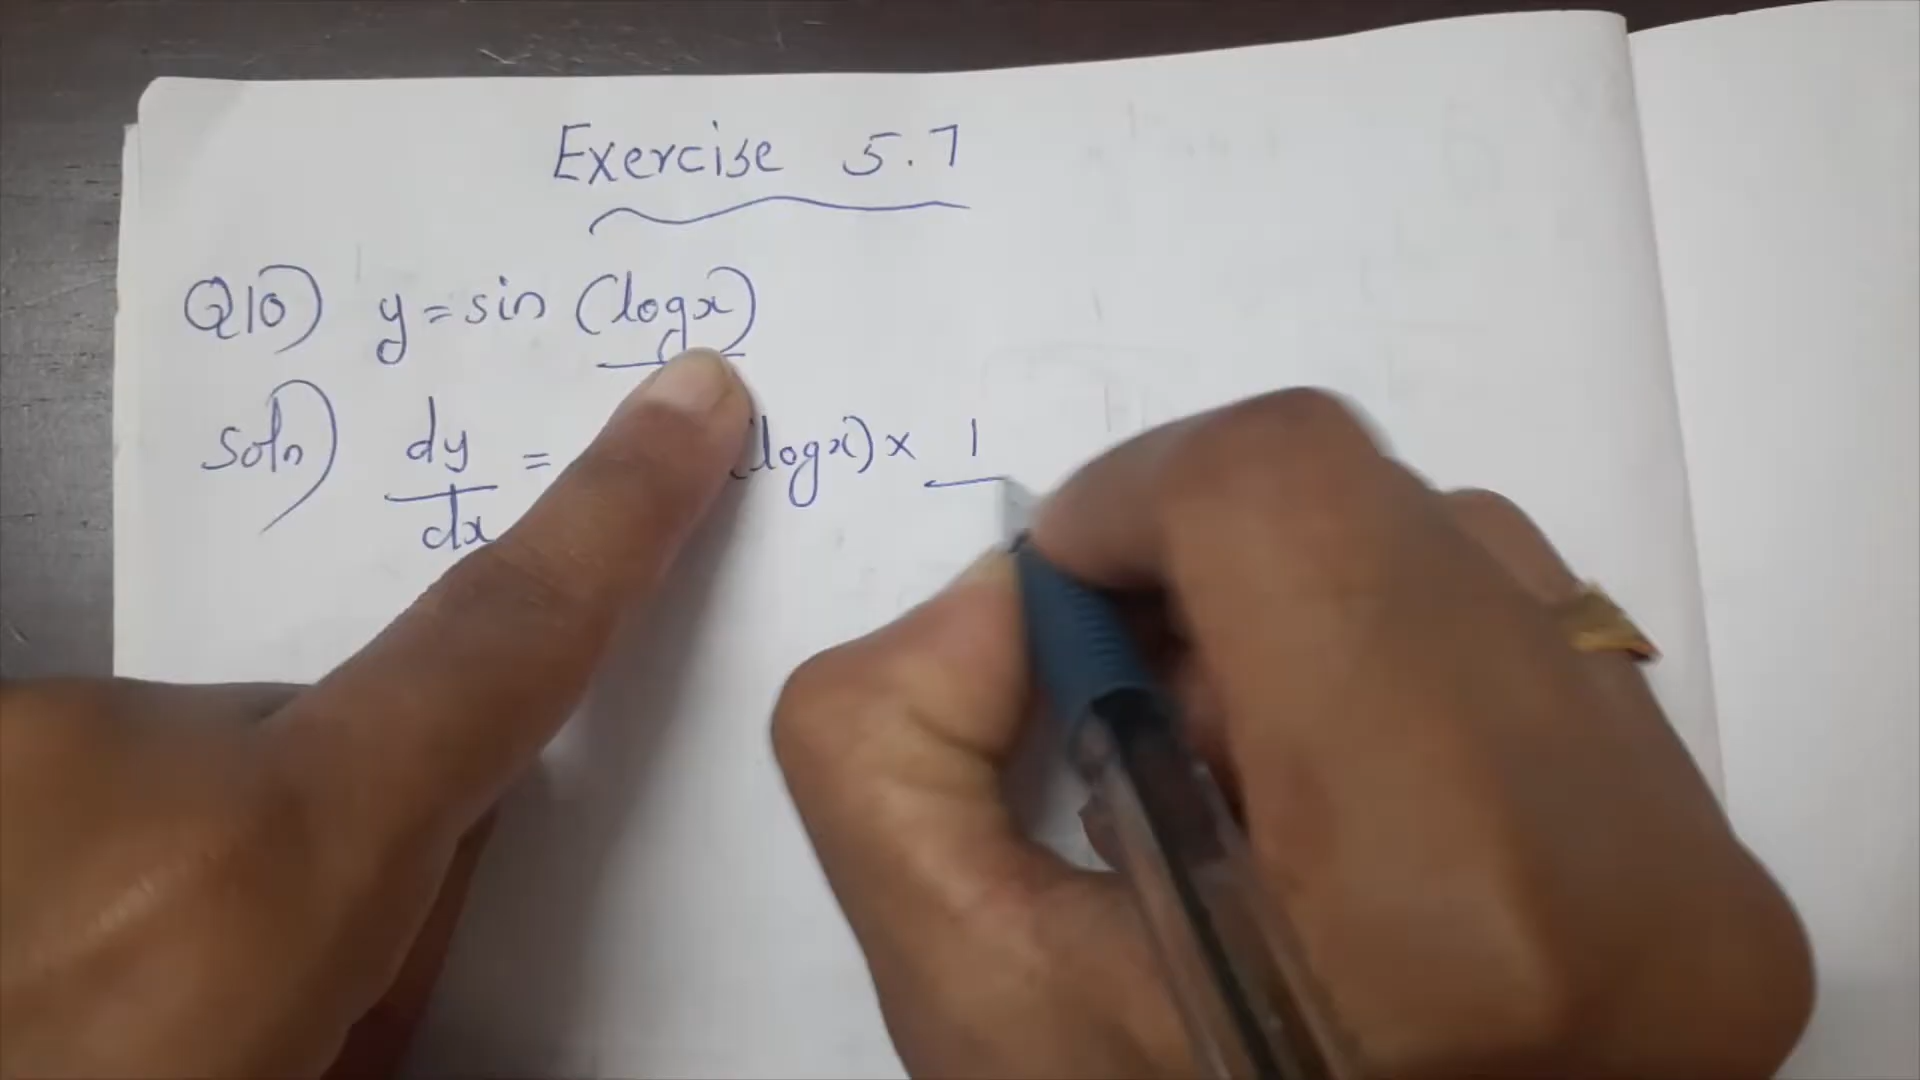 Exercise 5.7
Q10) y = sin (logx)
Soln) dy/dx = (logx) × 1